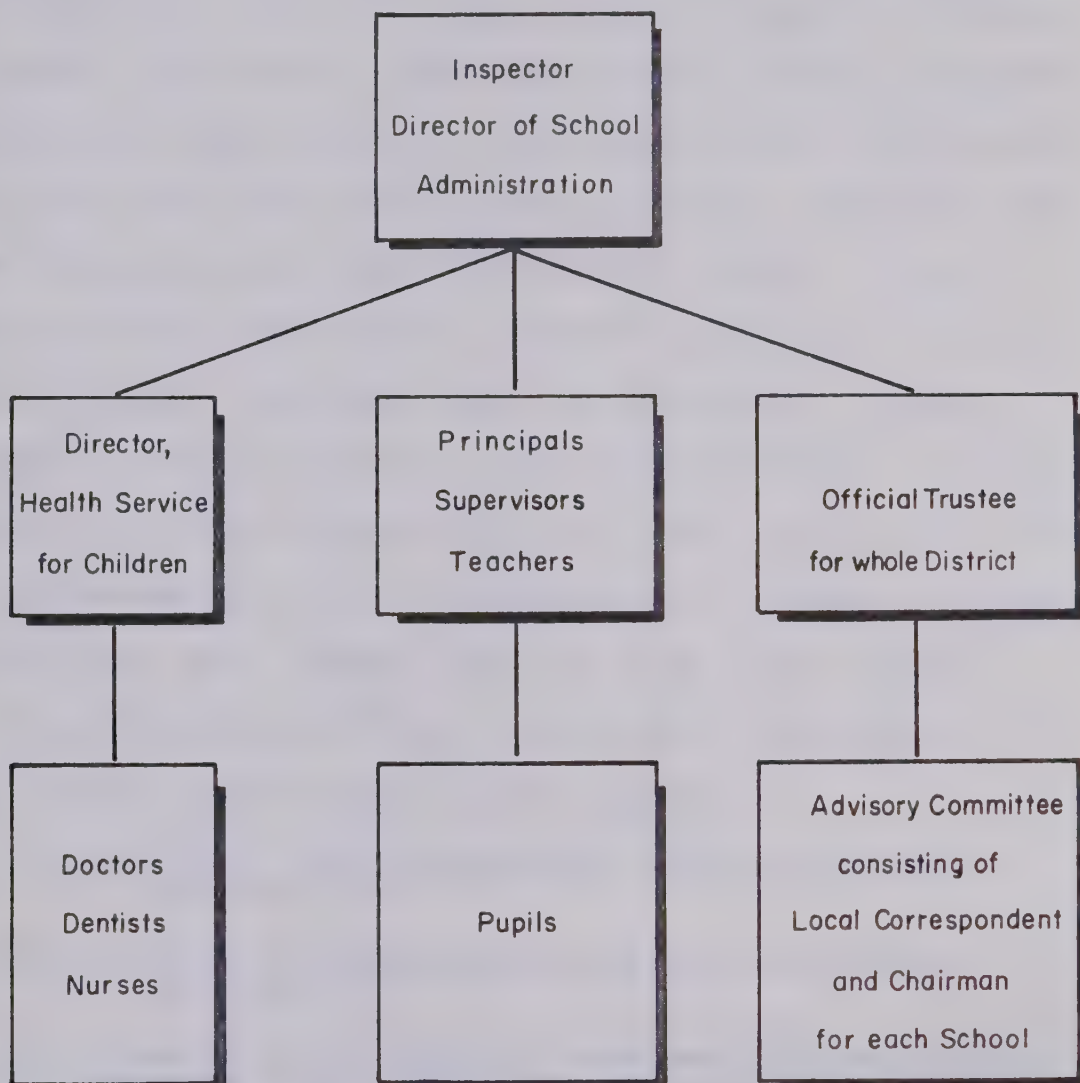 Inspector
Director of School
Administration
Director,
Health Service
for Children
Principals
Supervisors
Teachers
Official Trustee
for whole District
Doctors
Dentists
Nurses
Pupils
Advisory Committee
consisting of
Local Correspondent
and Chairman
for each School